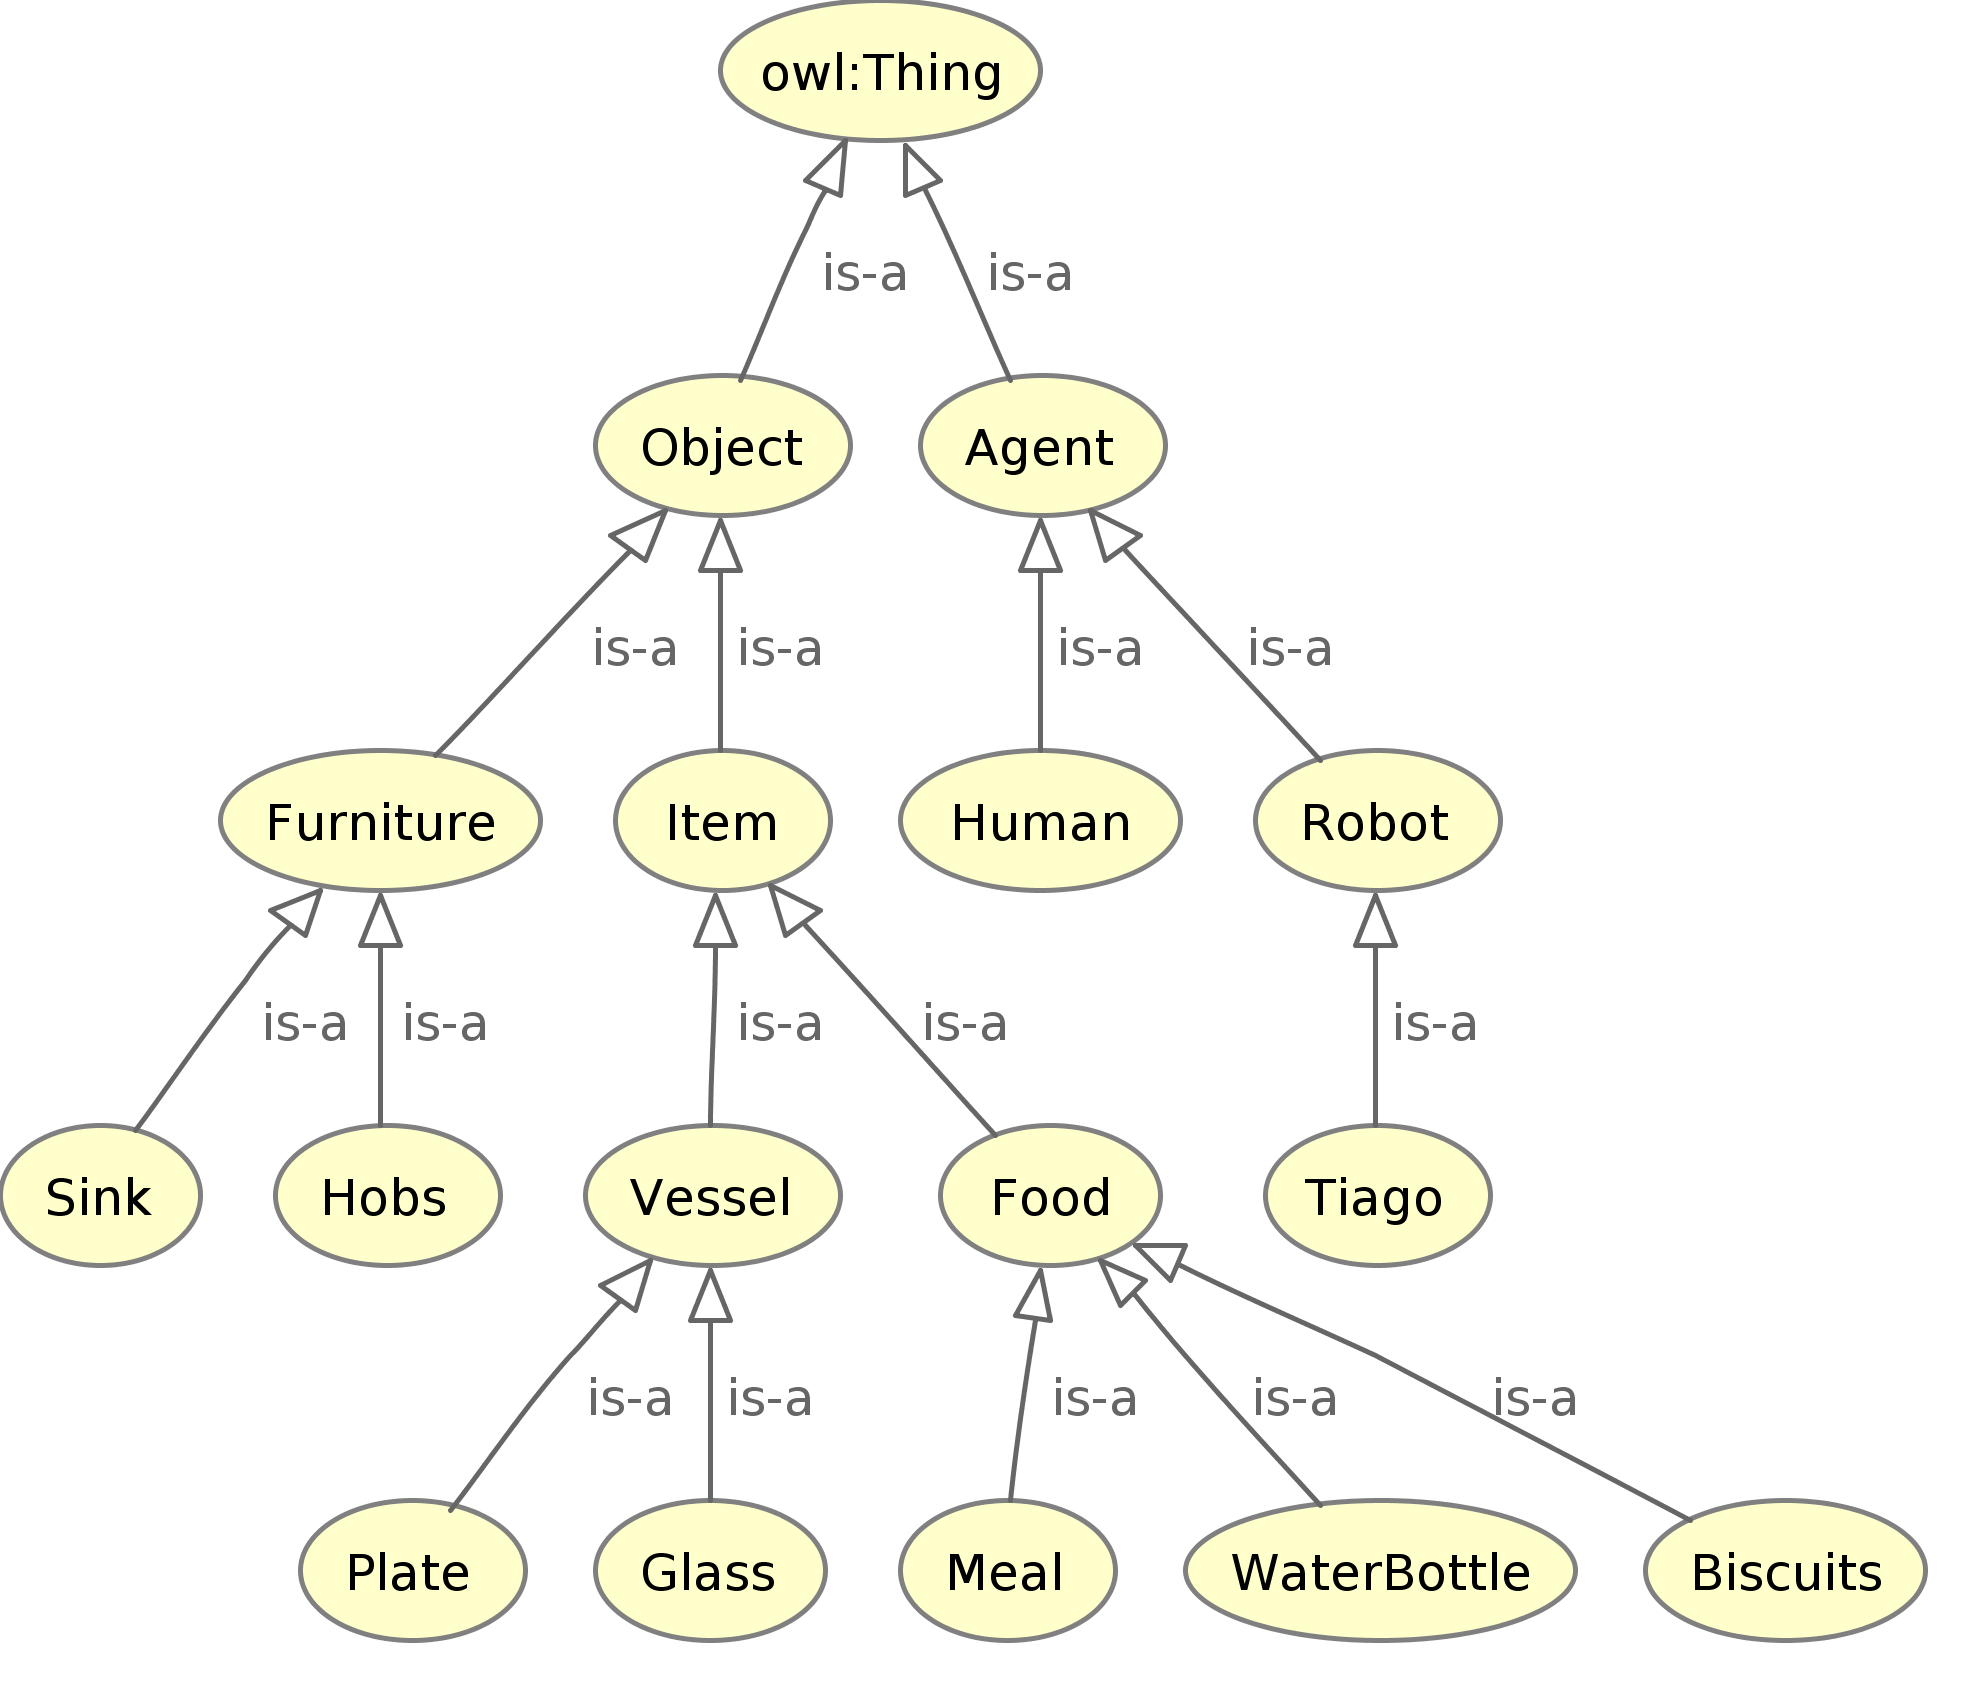 owl:Thing
is-a
is-a
Object
Agent
is-a
is-a
is-a
is-a
Furniture
Item
Human
Robot
is-a
is-a
is-a
is-a
is-a
Sink
Hobs
Vessel
Food
Tiago
is-a
is-a
is-a
is-a
is-a
Plate
Glass
Meal
WaterBottle
Biscuits